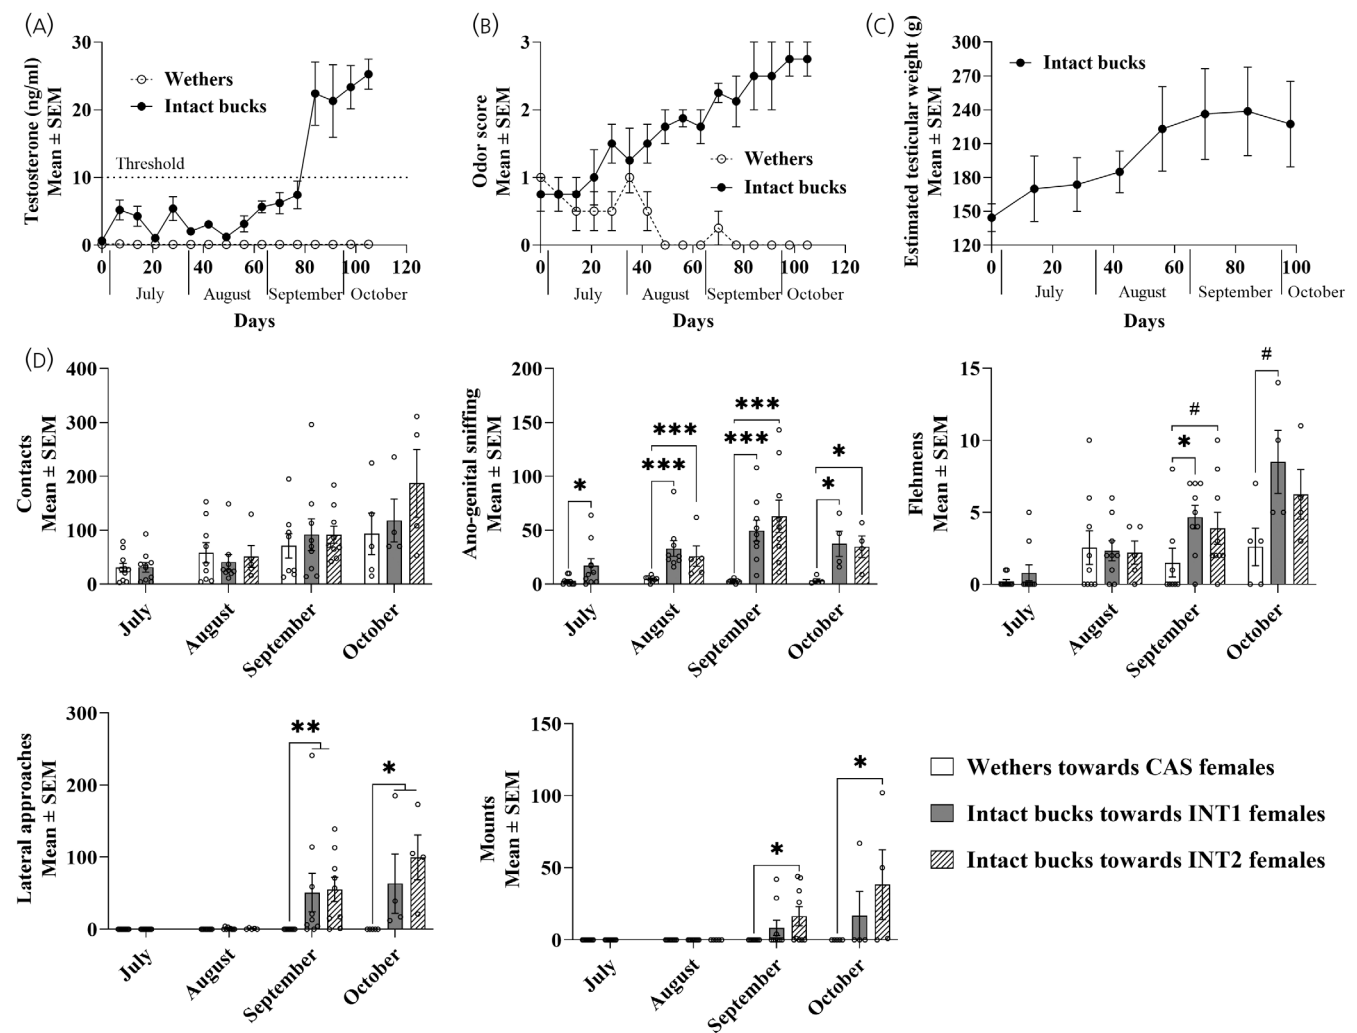 (A)
Testosterone (ng/ml)
Mean ± SEM
30
20
10
0
Wethers
Intact bucks
Threshold
0 20 40 60 80 100 120
July August September October
Days
(B)
Odor score
Mean ± SEM
3
2
1
0
Wethers
Intact bucks
0 20 40 60 80 100 120
July August September October
Days
(C)
Estimated testicular weight (g)
Mean ± SEM
300
270
240
210
180
150
120
Intact bucks
0 20 40 60 80 100
July August September October
Days
(D)
Contacts
Mean ± SEM
400
300
200
100
0
July August September October
Ano-genital sniffing
Mean ± SEM
200
150
100
50
0
* *** *** *** *** * *
July August September October
Flehmens
Mean ± SEM
15
10
5
0
* # #
July August September October
Lateral approaches
Mean ± SEM
300
200
100
0
** *
July August September October
Mounts
Mean ± SEM
150
100
50
0
* *
July August September October
Wethers towards CAS females
Intact bucks towards INT1 females
Intact bucks towards INT2 females